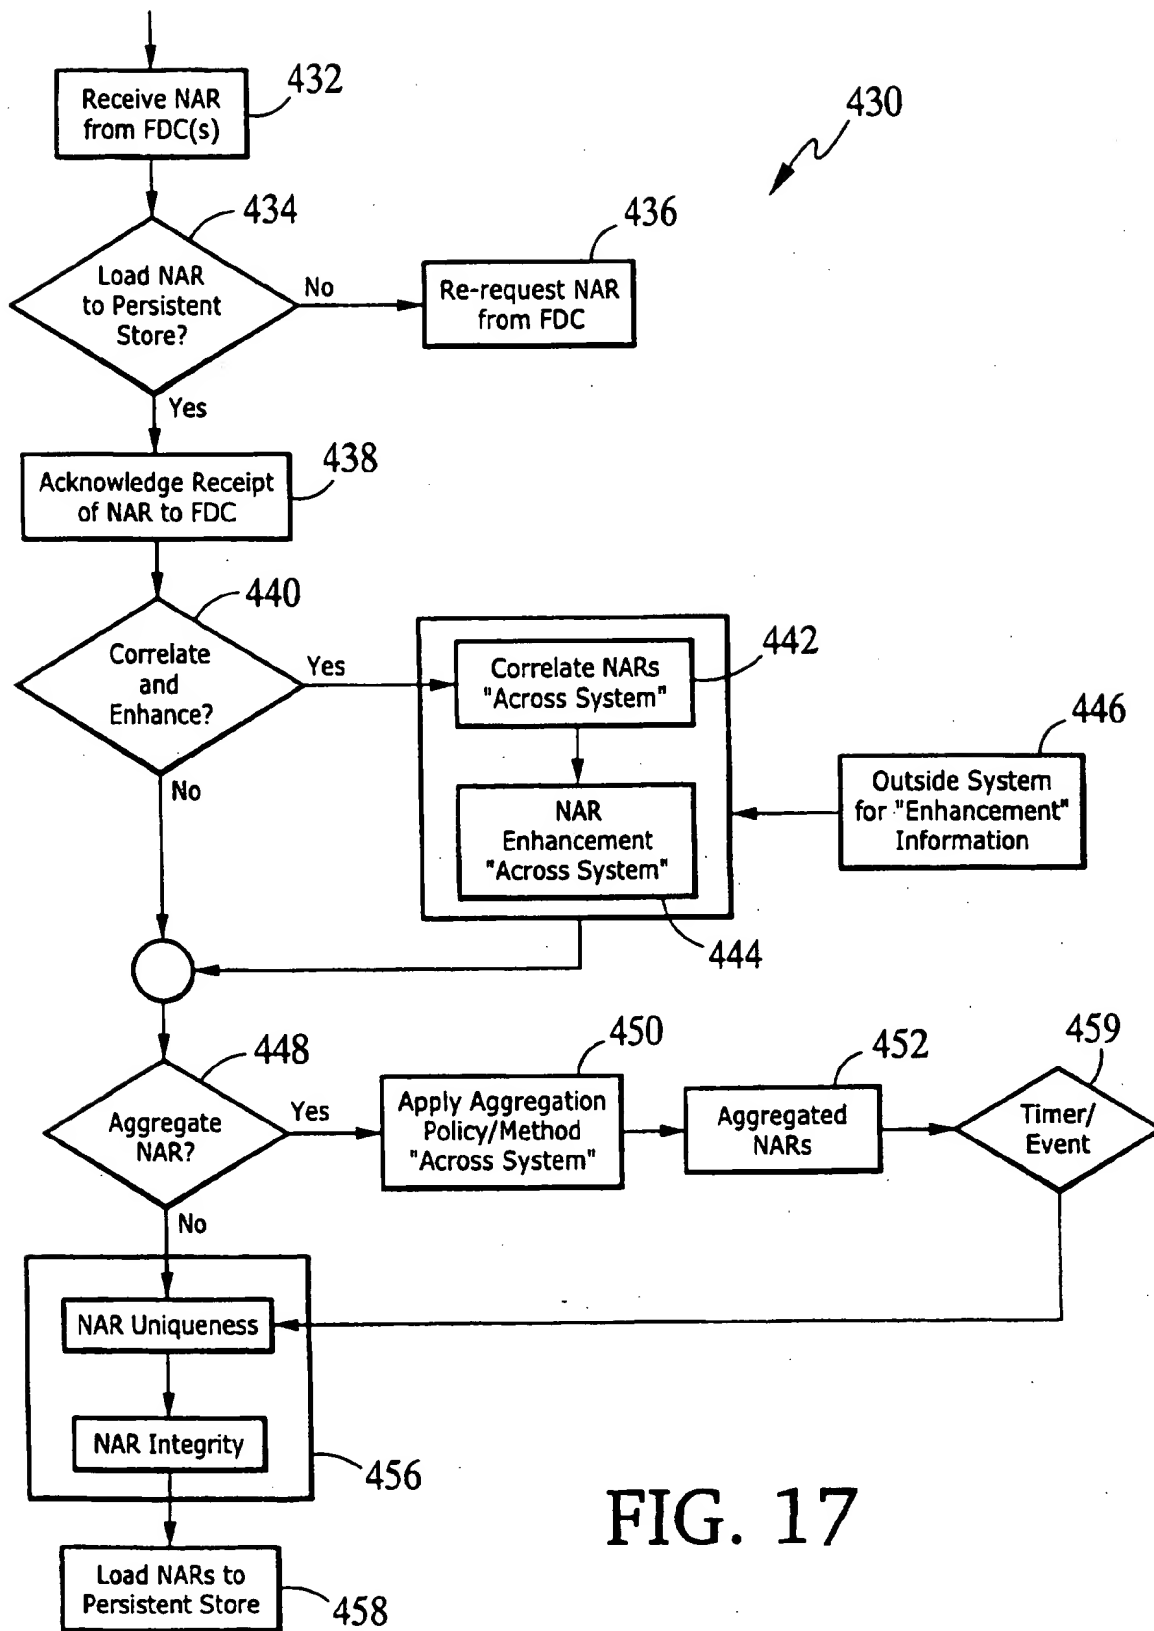 432
Receive NAR
from FDC(s)
430
434
436
Load NAR
to Persistent
Store?
No
Re-request NAR
from FDC
Yes
438
Acknowledge Receipt
of NAR to FDC
440
442
Correlate
and
Enhance?
Yes
Correlate NARs
"Across System"
446
No
NAR
Enhancement
"Across System"
Outside System
for "Enhancement"
Information
444
448
450
452
459
Aggregate
NAR?
Yes
Apply Aggregation
Policy/Method
"Across System"
Aggregated
NARs
Timer/
Event
No
NAR Uniqueness
NAR Integrity
456
FIG. 17
Load NARs to
Persistent Store
458